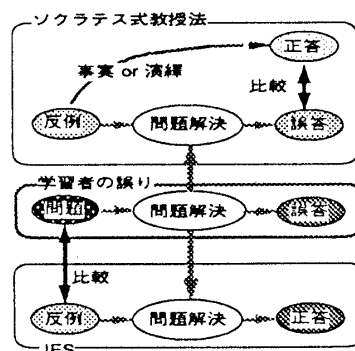 ソクラテス式教授法
正答
事実 or 演繹
比較
反例 問題解決 誤答
学習者の誤り
問題 問題解決 誤答
比較
反例 問題解決 正答